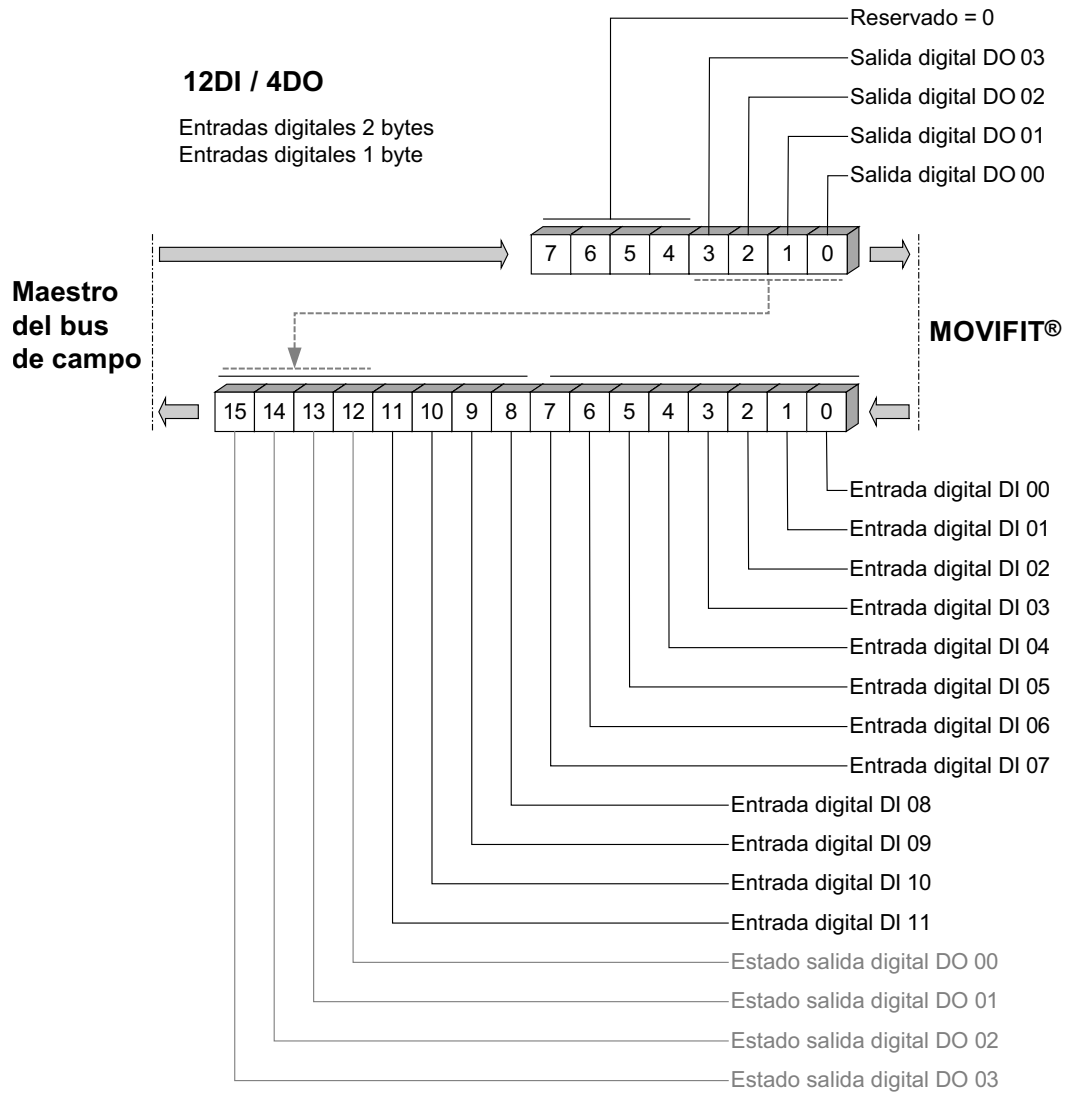 Reservado = 0
Salida digital DO 03
12DI / 4DO
Salida digital DO 02
Entradas digitales 2 bytes
Salida digital DO 01
Entradas digitales 1 byte
Salida digital DO 00
7 6 5 4 3 2 1 0
Maestro
del bus
de campo
MOVIFIT®
15 14 13 12 11 10 9 8 7 6 5 4 3 2 1 0
Entrada digital DI 00
Entrada digital DI 01
Entrada digital DI 02
Entrada digital DI 03
Entrada digital DI 04
Entrada digital DI 05
Entrada digital DI 06
Entrada digital DI 07
Entrada digital DI 08
Entrada digital DI 09
Entrada digital DI 10
Entrada digital DI 11
Estado salida digital DO 00
Estado salida digital DO 01
Estado salida digital DO 02
Estado salida digital DO 03